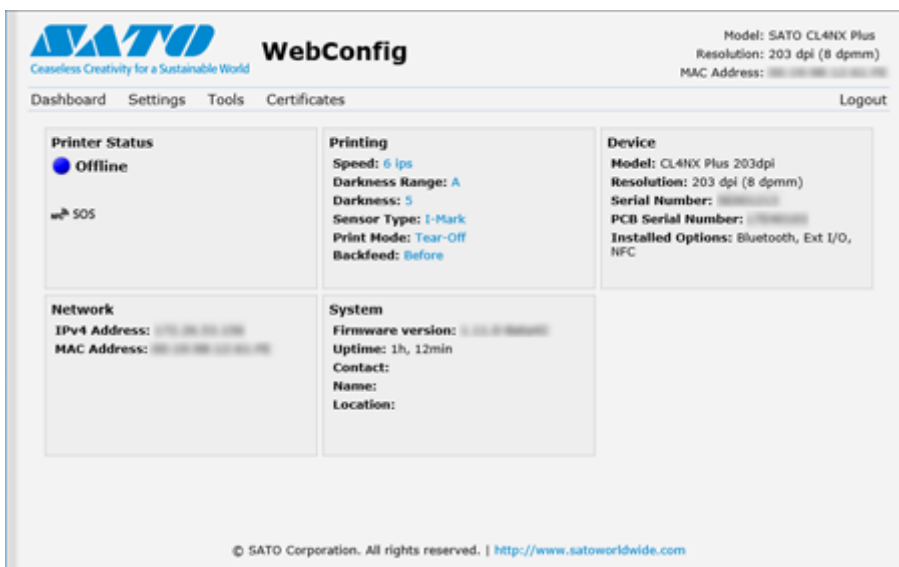 SATO
Ceaseless Creativity for a Sustainable World
WebConfig
Model: SATO CL4NX Plus
Resolution: 203 dpi (8 dpmm)
MAC Address:
Dashboard Settings Tools Certificates Logout
Printer Status
Offline
SOS
Printing
Speed: 6 ips
Darkness Range: A
Darkness: 5
Sensor Type: I-Mark
Print Mode: Tear-Off
Backfeed: Before
Device
Model: CL4NX Plus 203dpi
Resolution: 203 dpi (8 dpmm)
Serial Number:
PCB Serial Number:
Installed Options: Bluetooth, Ext I/O,
NFC
Network
IPv4 Address:
MAC Address:
System
Firmware version:
Uptime: 1h, 12min
Contact:
Name:
Location:
© SATO Corporation. All rights reserved. | http://www.satoworldwide.com